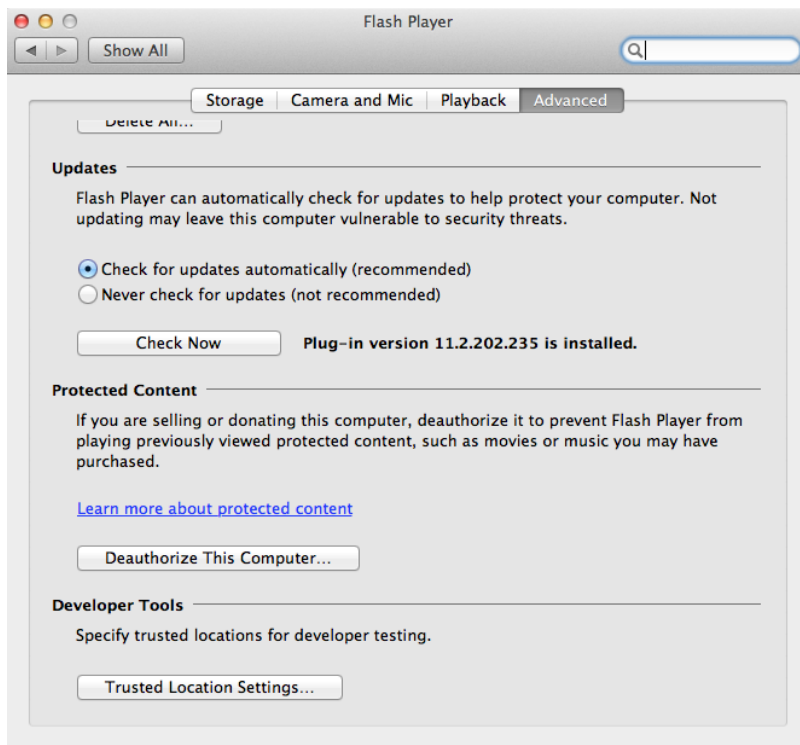 Flash Player
Show All
Storage Camera and Mic Playback Advanced
Delete All...
Updates
Flash Player can automatically check for updates to help protect your computer. Not
updating may leave this computer vulnerable to security threats.
Check for updates automatically (recommended)
Never check for updates (not recommended)
Check Now Plug-in version 11.2.202.235 is installed.
Protected Content
If you are selling or donating this computer, deauthorize it to prevent Flash Player from
playing previously viewed protected content, such as movies or music you may have
purchased.
Learn more about protected content
Deauthorize This Computer...
Developer Tools
Specify trusted locations for developer testing.
Trusted Location Settings...